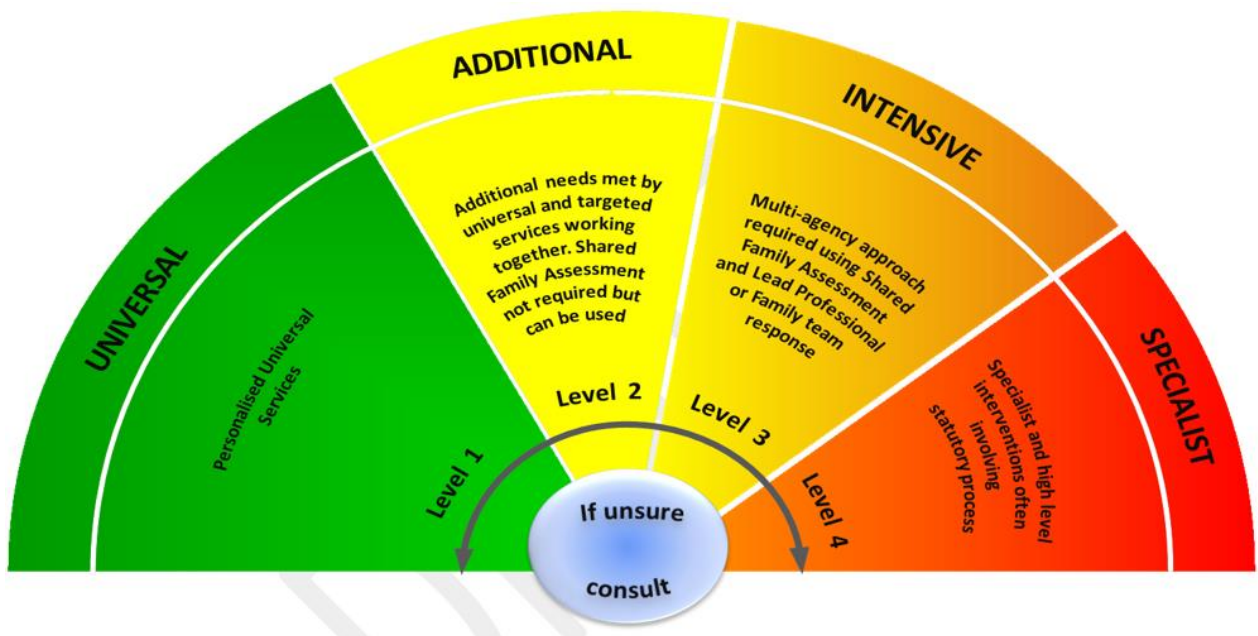 UNIVERSAL
Personalised Universal
Services
Level 1
ADDITIONAL
Additional needs met by
universal and targeted
services working
together. Shared
Family Assessment
not required but
can be used
Level 2
INTENSIVE
Multi-agency approach
required using Shared
Family Assessment
and Lead Professional
or Family team
response
Level 3
SPECIALIST
Specialist and high level
interventions often
involving
statutory process
Level 4
If unsure
consult